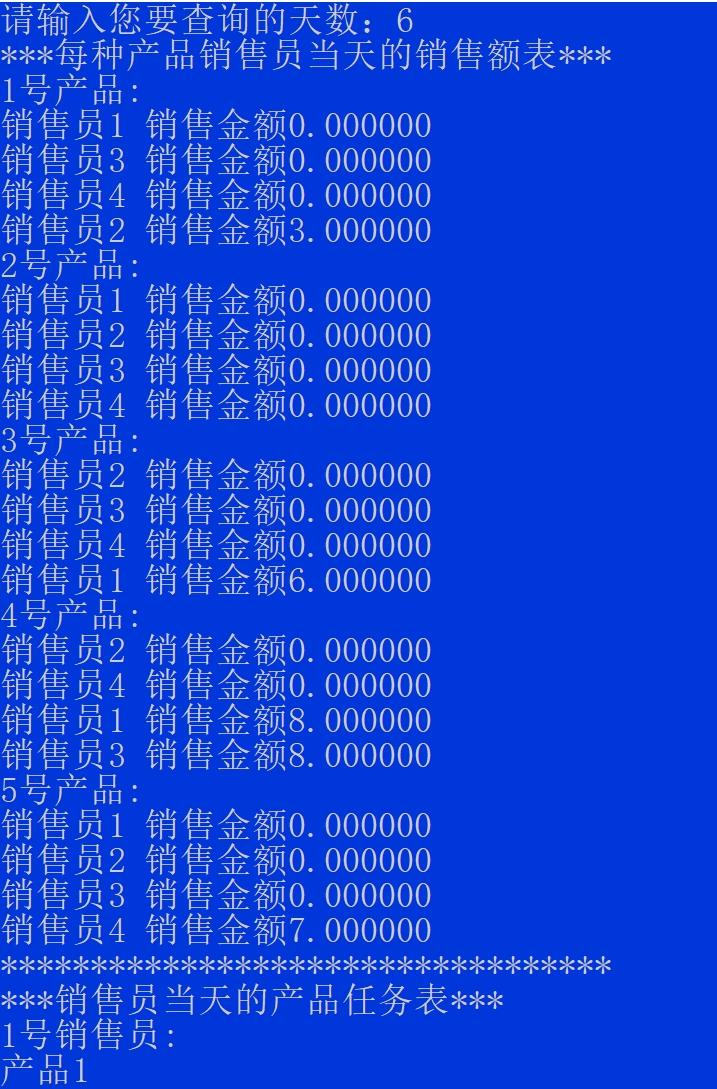 请输入您要查询的天数：6
***每种产品销售员当天的销售额表***
1号产品:
销售员1 销售金额0.000000
销售员3 销售金额0.000000
销售员4 销售金额0.000000
销售员2 销售金额3.000000
2号产品:
销售员1 销售金额0.000000
销售员2 销售金额0.000000
销售员3 销售金额0.000000
销售员4 销售金额0.000000
3号产品:
销售员2 销售金额0.000000
销售员3 销售金额0.000000
销售员4 销售金额0.000000
销售员1 销售金额6.000000
4号产品:
销售员2 销售金额0.000000
销售员4 销售金额0.000000
销售员1 销售金额8.000000
销售员3 销售金额8.000000
5号产品:
销售员1 销售金额0.000000
销售员2 销售金额0.000000
销售员3 销售金额0.000000
销售员4 销售金额7.000000
**********************************
***销售员当天的产品任务表***
1号销售员:
产品1